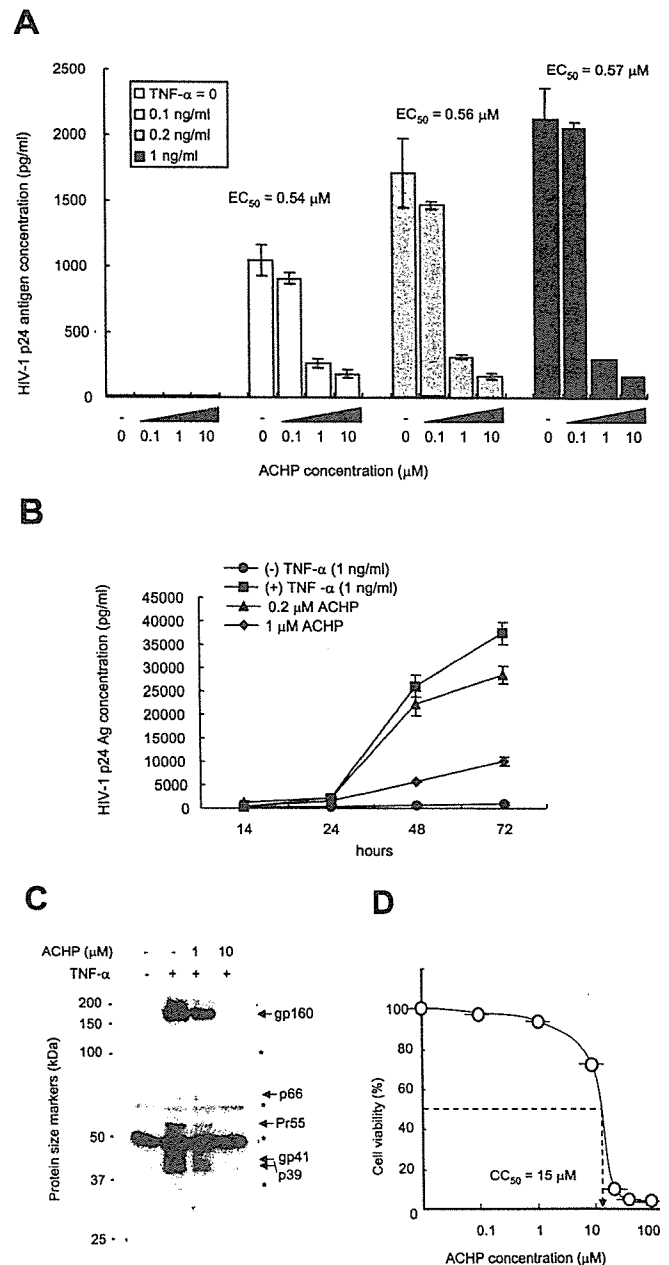 A
2500
2000
1500
1000
500
0
HIV-1 p24 antigen concentration (pg/ml)
TNF-α = 0
0.1 ng/ml
0.2 ng/ml
1 ng/ml
EC50 = 0.54 μM
EC50 = 0.56 μM
EC50 = 0.57 μM
- - - -
0 0.1 1 10 0 0.1 1 10 0 0.1 1 10 0 0.1 1 10
ACHP concentration (μM)
B
(-) TNF-α (1 ng/ml)
(+) TNF -α (1 ng/ml)
0.2 μM ACHP
1 μM ACHP
45000
40000
35000
30000
25000
20000
15000
10000
5000
0
HIV-1 p24 Ag concentration (pg/ml)
14 24 48 72
hours
C
ACHP (μM) - - 1 10
TNF-α - + + +
200
150
100
50
37
25
Protein size markers (kDa)
gp160
p66
Pr55
gp41
p39
D
100
80
60
40
20
0
Cell viability (%)
CC50 = 15 μM
0.1 1 10 100
ACHP concentration (μM)